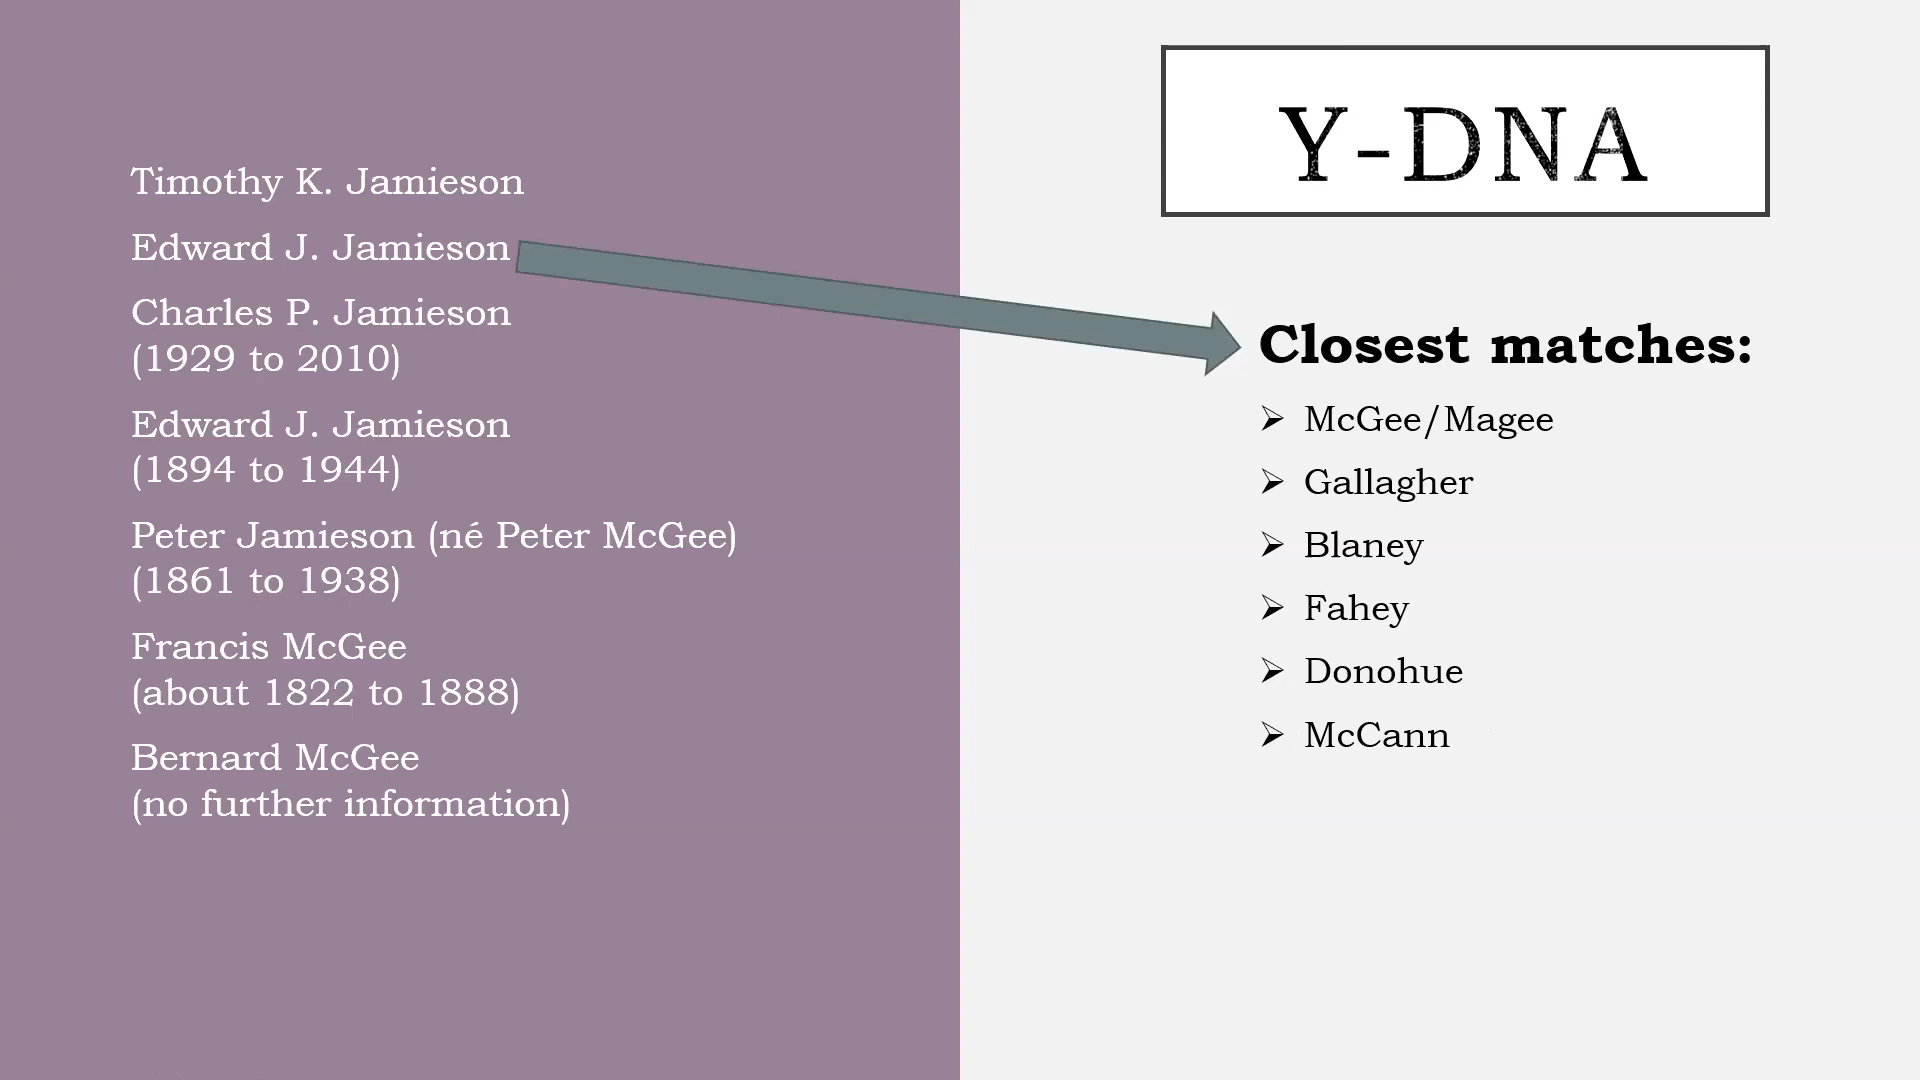 Timothy K. Jamieson
Edward J. Jamieson
Charles P. Jamieson
(1929 to 2010)
Edward J. Jamieson
(1894 to 1944)
Peter Jamieson (né Peter McGee)
(1861 to 1938)
Francis McGee
(about 1822 to 1888)
Bernard McGee
(no further information)
Y-DNA
Closest matches:
McGee/Magee
Gallagher
Blaney
Fahey
Donohue
McCann